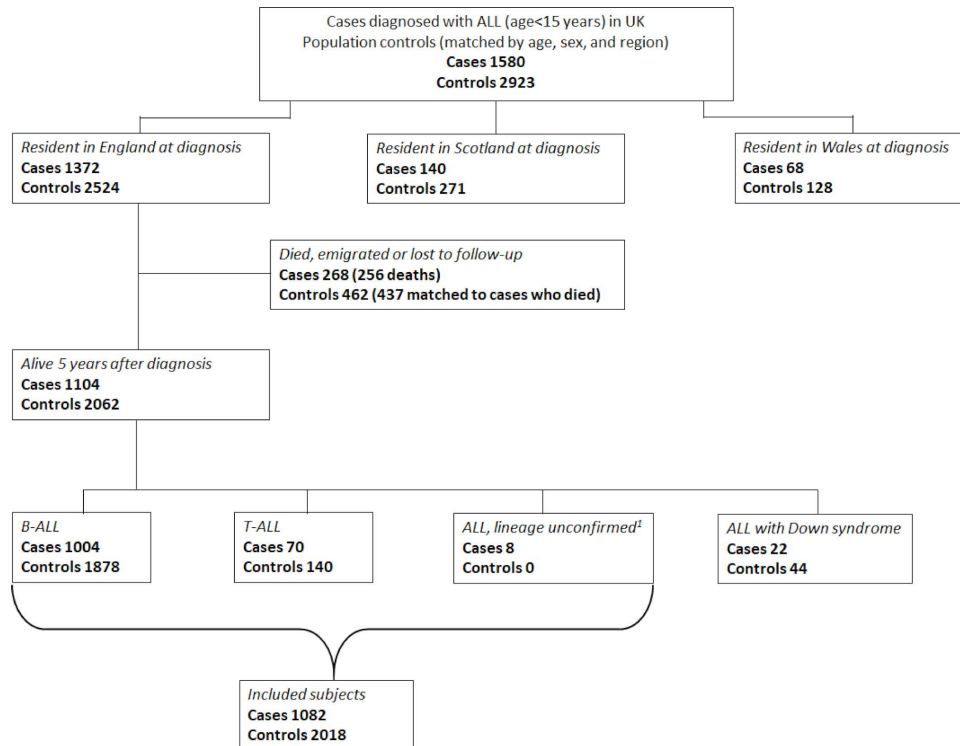 Cases diagnosed with ALL (age<15 years) in UK
Population controls (matched by age, sex, and region)
Cases 1580
Controls 2923
Resident in England at diagnosis
Cases 1372
Controls 2524
Resident in Scotland at diagnosis
Cases 140
Controls 271
Resident in Wales at diagnosis
Cases 68
Controls 128
Died, emigrated or lost to follow-up
Cases 268 (256 deaths)
Controls 462 (437 matched to cases who died)
Alive 5 years after diagnosis
Cases 1104
Controls 2062
B-ALL
Cases 1004
Controls 1878
T-ALL
Cases 70
Controls 140
ALL, lineage unconfirmed¹
Cases 8
Controls 0
ALL with Down syndrome
Cases 22
Controls 44
Included subjects
Cases 1082
Controls 2018